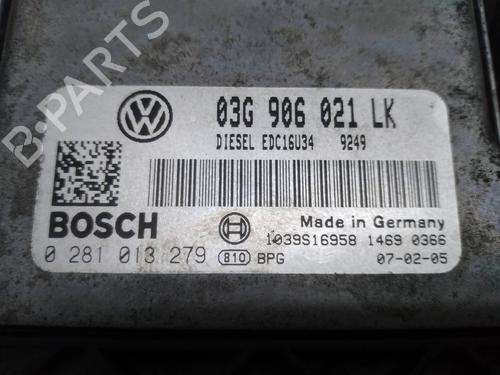 03G 906 021 LK
DIESEL EDC16U34 9249
BOSCH
Made in Germany
1039S16958 1469 0366
0 281 013 279 810 BPG 07-02-05
B-PARTS